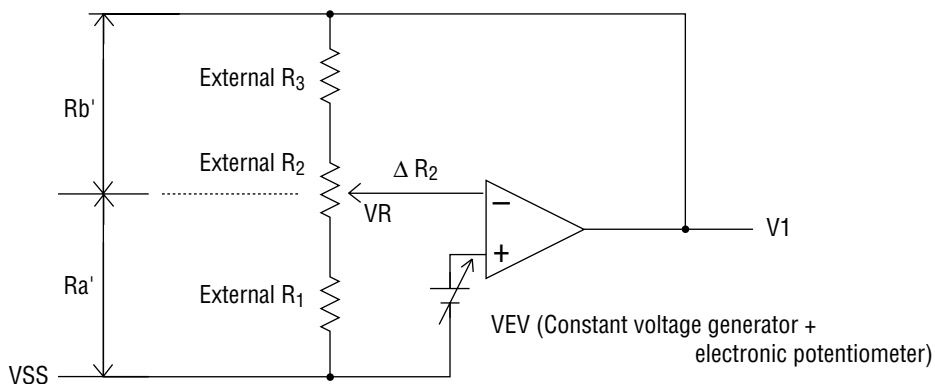 External R3
Rb'
External R2
Δ R2
VR
−
+
V1
Ra'
External R1
VEV (Constant voltage generator +
electronic potentiometer)
VSS